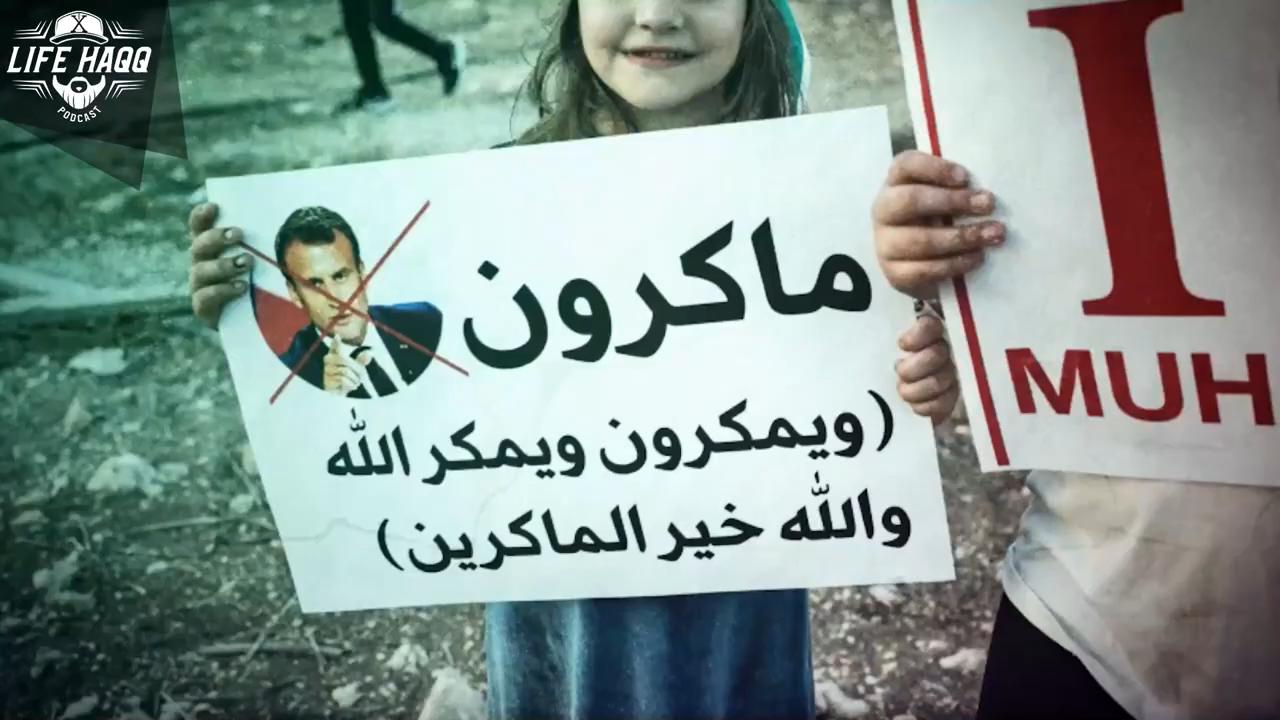 LIFE HAQQ
PODCAST
ماكرون
(ويمكرون ويمكر الله
والله خير الماكرين)
I
MUH